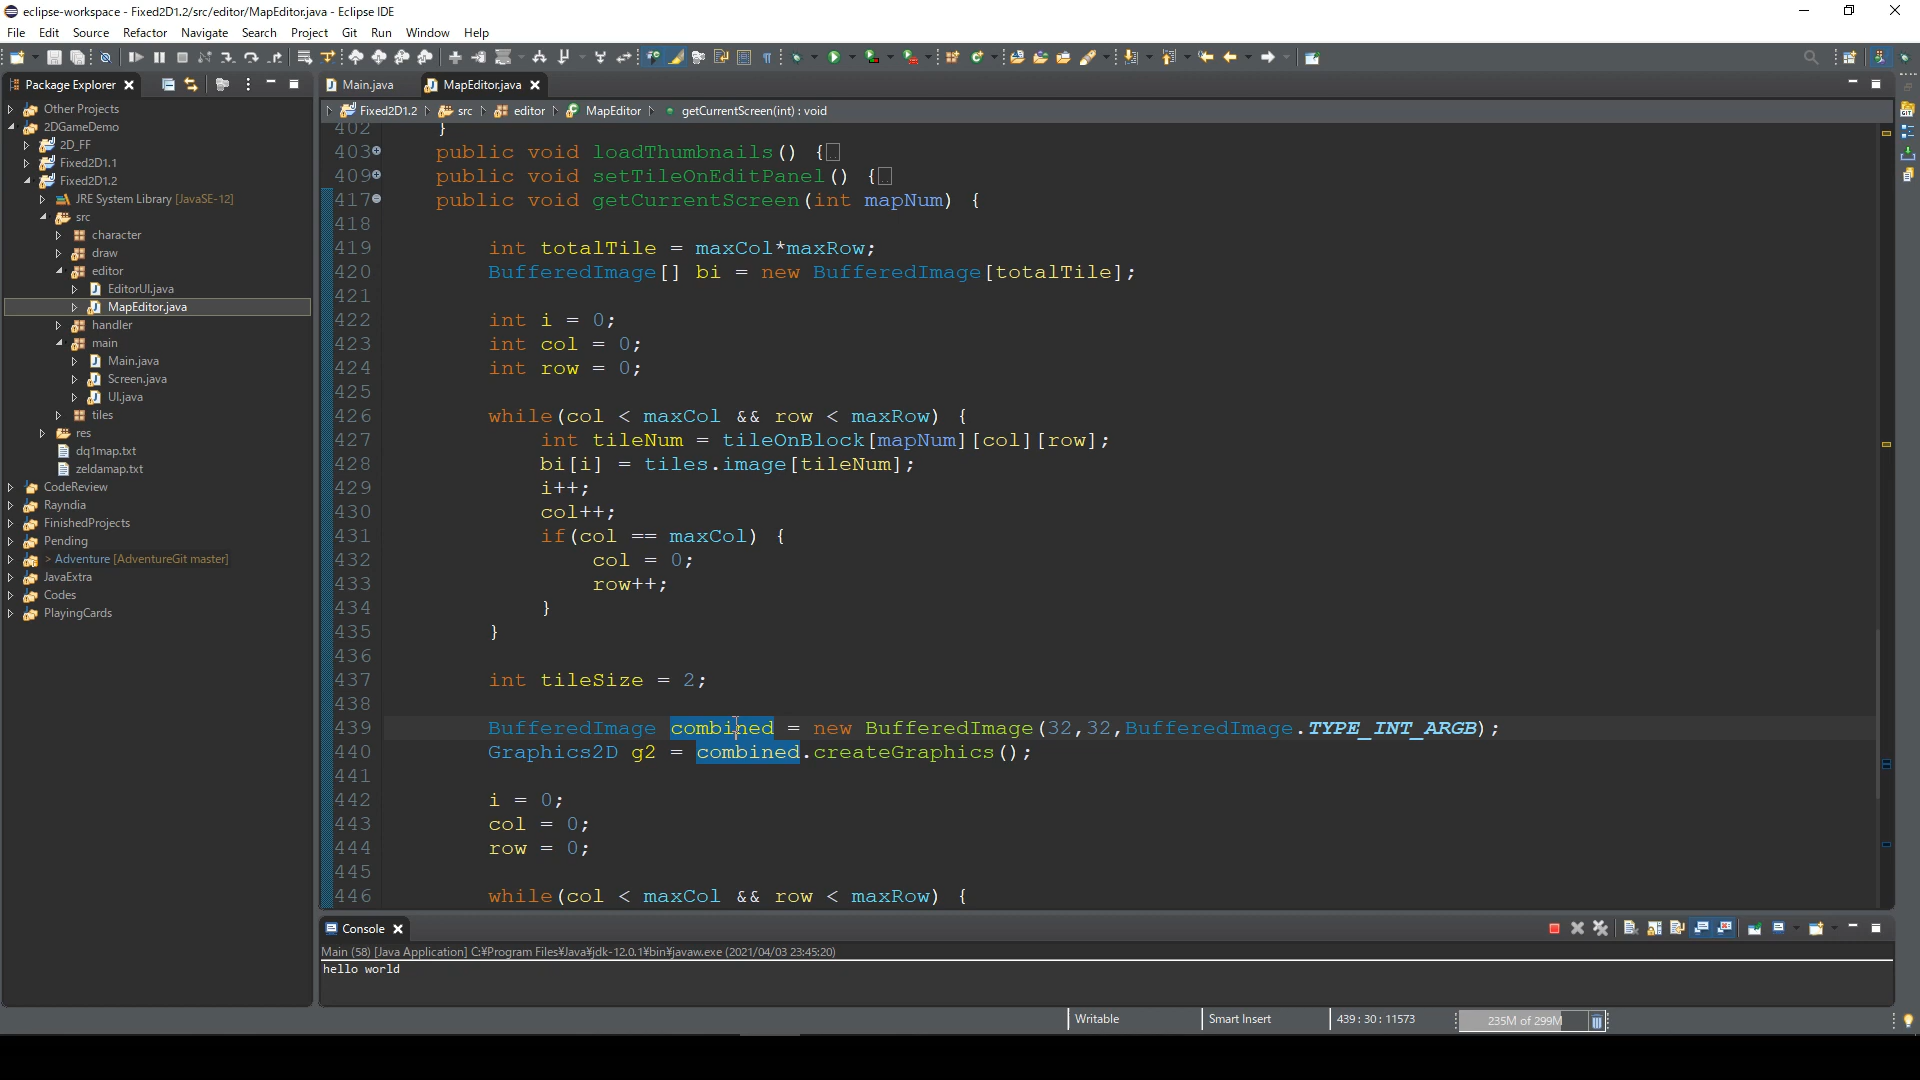 eclipse-workspace - Fixed2D1.2/src/editor/MapEditor.java - Eclipse IDE
File Edit Source Refactor Navigate Search Project Git Run Window Help
Package Explorer
Main.java MapEditor.java
Fixed2D1.2 src editor MapEditor getCurrentScreen(int) : void
Other Projects
2DGameDemo
2D_FF
Fixed2D1.1
Fixed2D1.2
JRE System Library [JavaSE-12]
src
character
draw
editor
EditorUI.java
MapEditor.java
handler
main
Main.java
Screen.java
UI.java
tiles
res
dq1map.txt
zeldamap.txt
CodeReview
Rayndia
FinishedProjects
Pending
> Adventure [AdventureGit master]
JavaExtra
Codes
PlayingCards
402 }
403 public void loadThumbnails() {
409 public void setTileOnEditPanel() {
417 public void getCurrentScreen(int mapNum) {
418
419 int totalTile = maxCol*maxRow;
420 BufferedImage[] bi = new BufferedImage[totalTile];
421
422 int i = 0;
423 int col = 0;
424 int row = 0;
425
426 while(col < maxCol && row < maxRow) {
427 int tileNum = tileOnBlock[mapNum][col][row];
428 bi[i] = tiles.image[tileNum];
429 i++;
430 col++;
431 if(col == maxCol) {
432 col = 0;
433 row++;
434 }
435 }
436
437 int tileSize = 2;
438
439 BufferedImage combined = new BufferedImage(32,32,BufferedImage.TYPE_INT_ARGB);
440 Graphics2D g2 = combined.createGraphics();
441
442 i = 0;
443 col = 0;
444 row = 0;
445
446 while(col < maxCol && row < maxRow) {
Console
Main (58) [Java Application] C:¥Program Files¥Java¥jdk-12.0.1¥bin¥javaw.exe (2021/04/03 23:45:20)
hello world
Writable Smart Insert 439 : 30 : 11573 235M of 299M